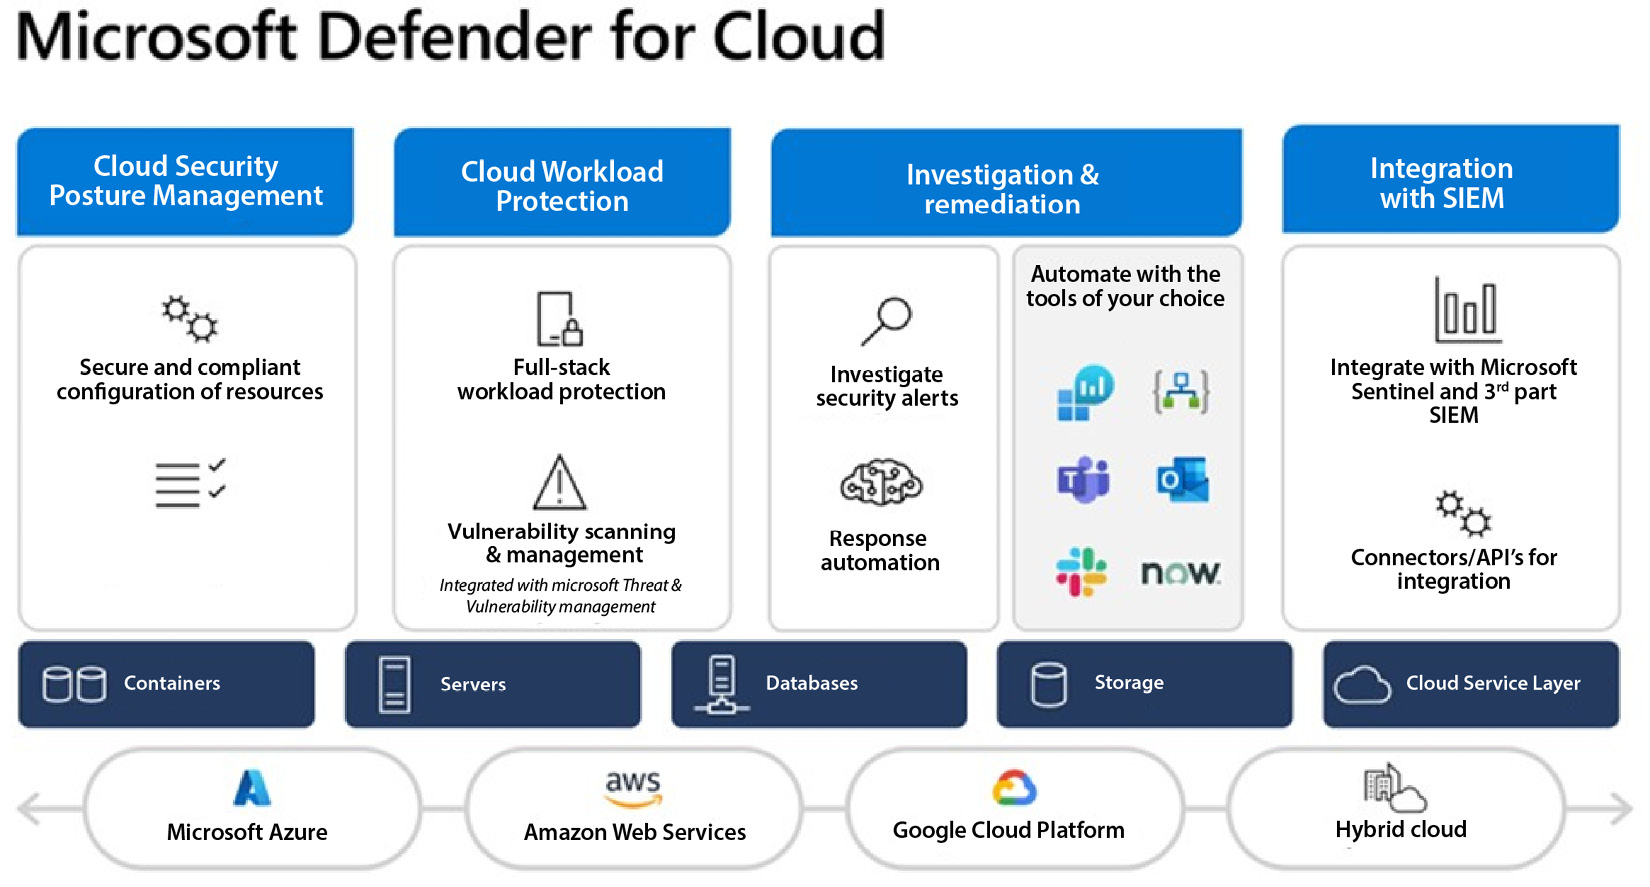 Microsoft Defender for Cloud
Cloud Security
Posture Management
Cloud Workload
Protection
Investigation &
remediation
Integration
with SIEM
Secure and compliant
configuration of resources
Full-stack
workload protection
Vulnerability scanning
& management
Integrated with microsoft Threat &
Vulnerability management
Investigate
security alerts
Response
automation
Automate with the
tools of your choice
T
O
now.
Integrate with Microsoft
Sentinel and 3rd part
SIEM
Connectors/API's for
integration
Containers
Servers
Databases
Storage
Cloud Service Layer
Microsoft Azure
aws
Amazon Web Services
Google Cloud Platform
Hybrid cloud